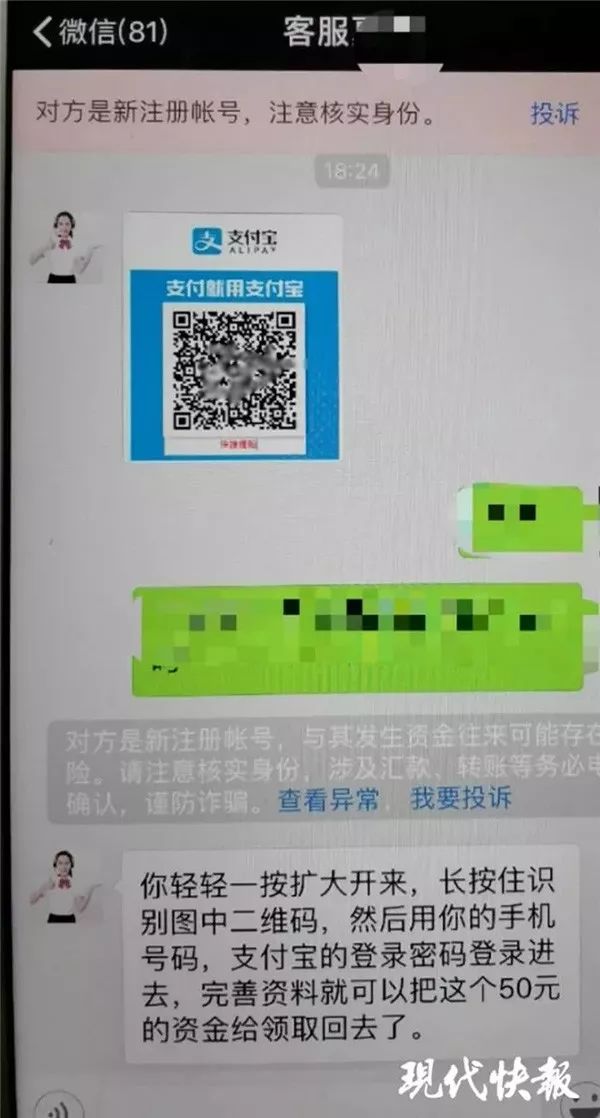 微信(81)
客服
对方是新注册帐号，注意核实身份。 投诉
18:24
支付宝
ALIPAY
支付就用支付宝
对方是新注册帐号，与其发生资金往来可能存在
险。请注意核实身份，涉及汇款、转账等务必电
确认，谨防诈骗。查看异常，我要投诉
你轻轻一按扩大开来，长按住识
别图中二维码，然后用你的手机
号码，支付宝的登录密码登录进
去，完善资料就可以把这个50元
的资金给领取回去了。
现代快報